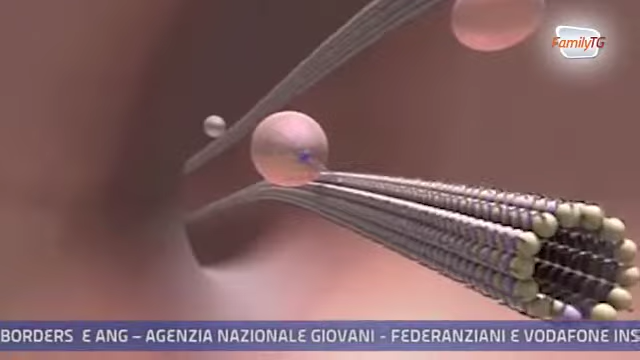 FamilyTG
BORDERS E ANG – AGENZIA NAZIONALE GIOVANI - FEDERANZIANI E VODAFONE INS